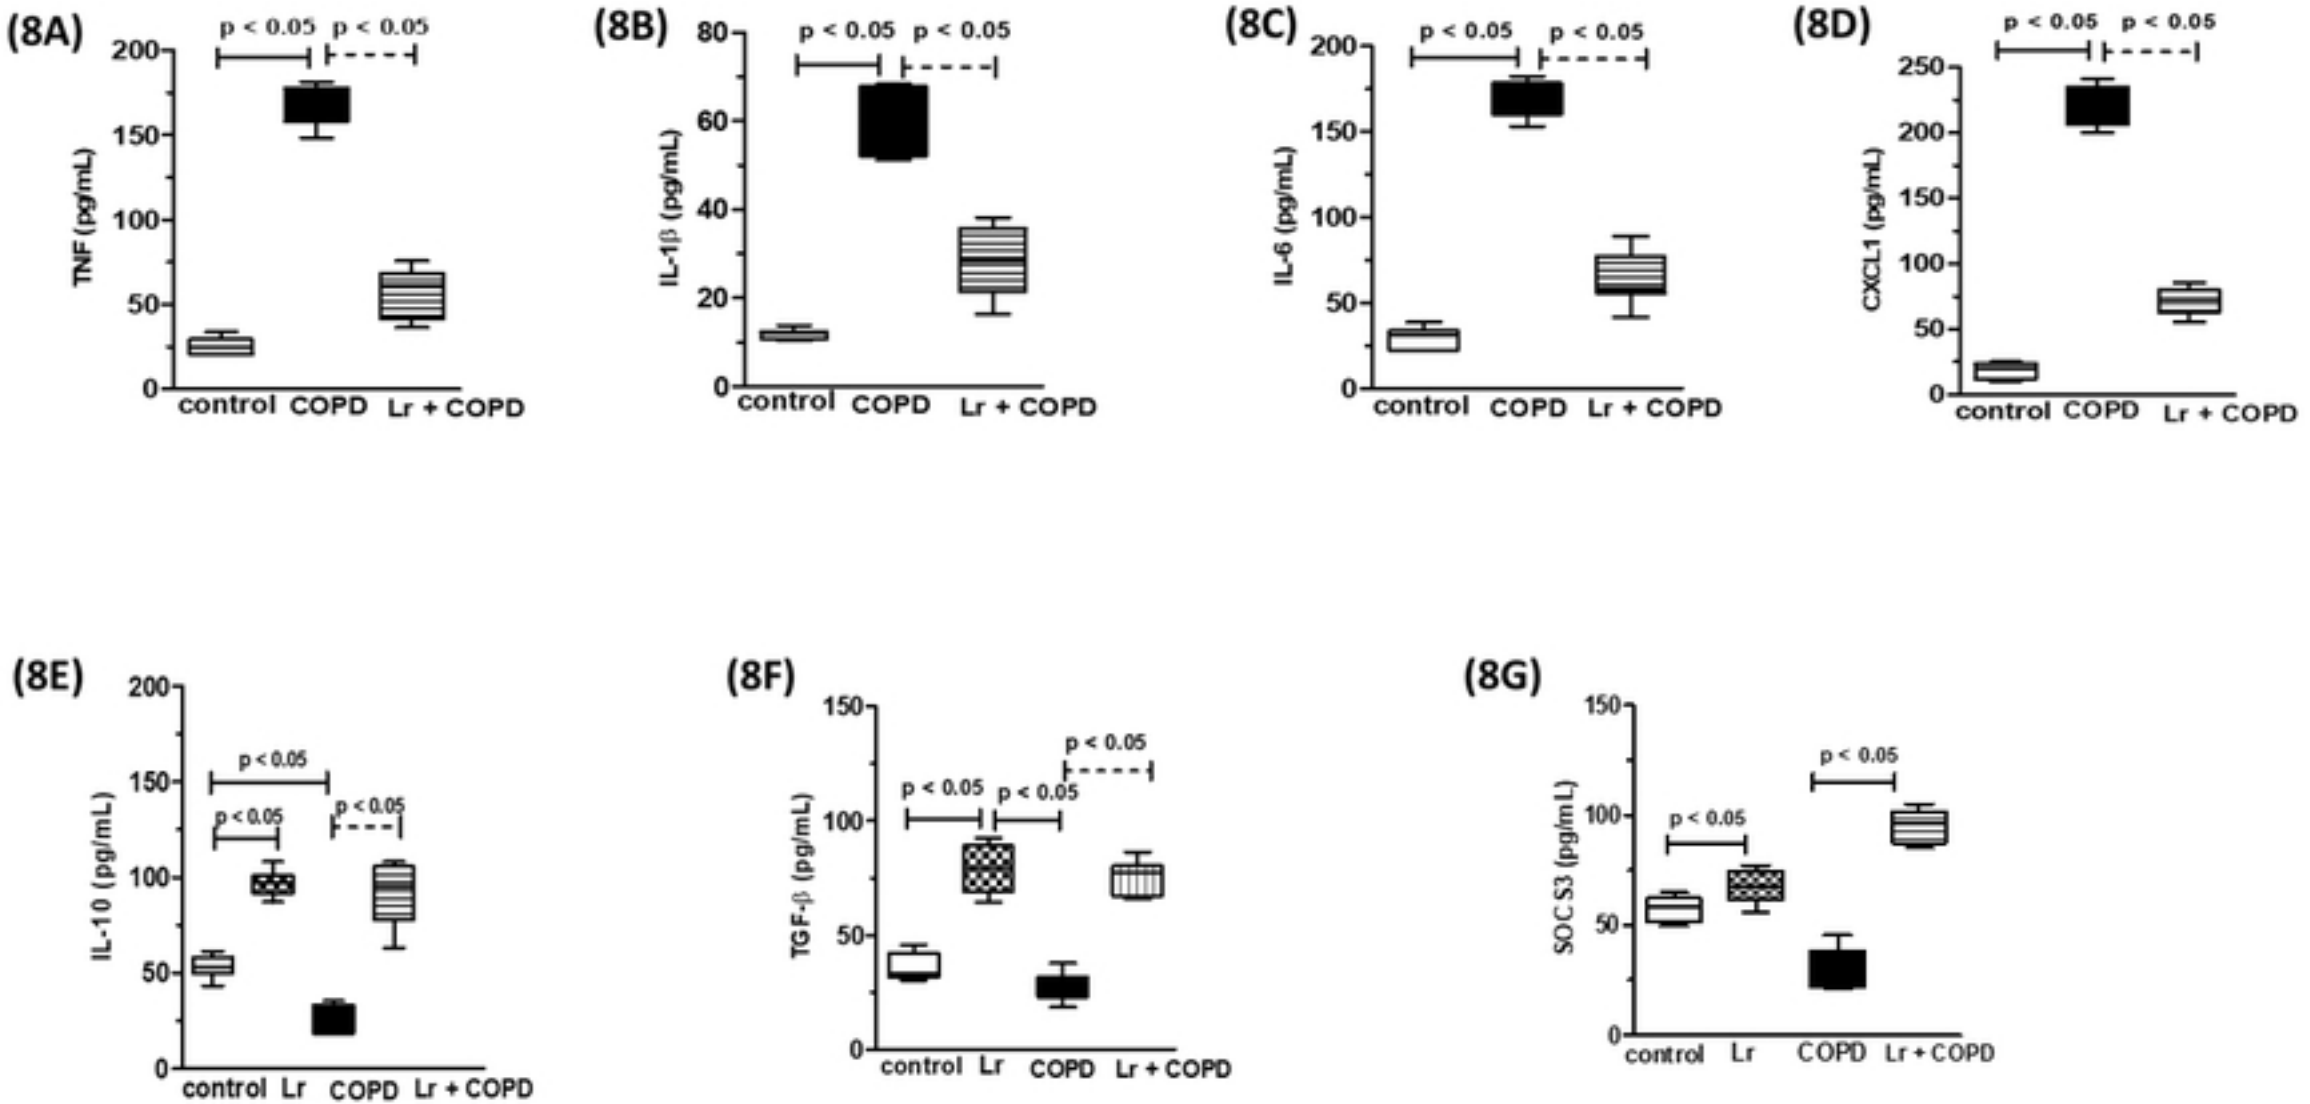 (8A)
p < 0.05 p < 0.05
200
150
100
50
0
TNF (pg/mL)
control COPD Lr + COPD
(8B)
p < 0.05 p < 0.05
80
60
40
20
0
IL-1β (pg/mL)
control COPD Lr + COPD
(8C)
p < 0.05 p < 0.05
200
150
100
50
0
IL-6 (pg/mL)
control COPD Lr + COPD
(8D)
p < 0.05 p < 0.05
250
200
150
100
50
0
CXCL1 (pg/mL)
control COPD Lr + COPD
(8E)
200
150
100
50
0
IL-10 (pg/mL)
p < 0.05
p < 0.05
p < 0.05
control Lr COPD Lr + COPD
(8F)
150
100
50
0
TGF-β (pg/mL)
p < 0.05
p < 0.05 p < 0.05
control Lr COPD Lr + COPD
(8G)
150
100
50
0
SOCS3 (pg/mL)
p < 0.05
p < 0.05
control Lr COPD Lr + COPD